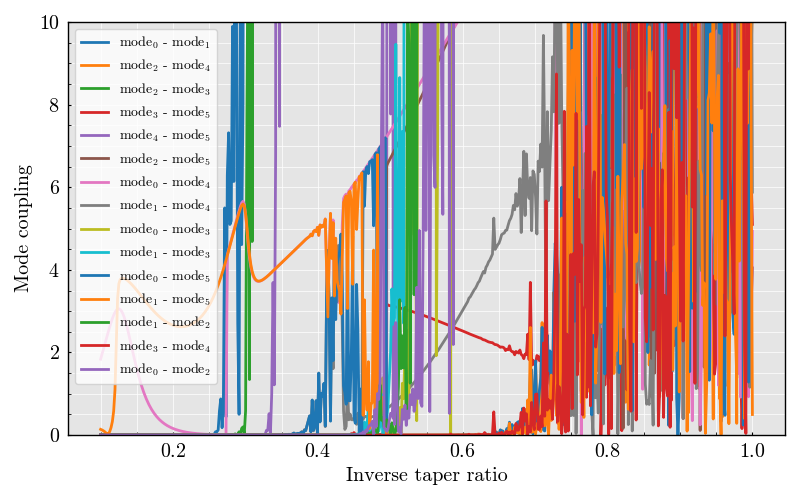 10
8
6
4
2
0
Mode coupling
mode₀ - mode₁
mode₂ - mode₄
mode₂ - mode₃
mode₃ - mode₅
mode₄ - mode₅
mode₂ - mode₅
mode₀ - mode₄
mode₁ - mode₄
mode₀ - mode₃
mode₁ - mode₃
mode₀ - mode₅
mode₁ - mode₅
mode₁ - mode₂
mode₃ - mode₄
mode₀ - mode₂
0.2 0.4 0.6 0.8 1.0
Inverse taper ratio